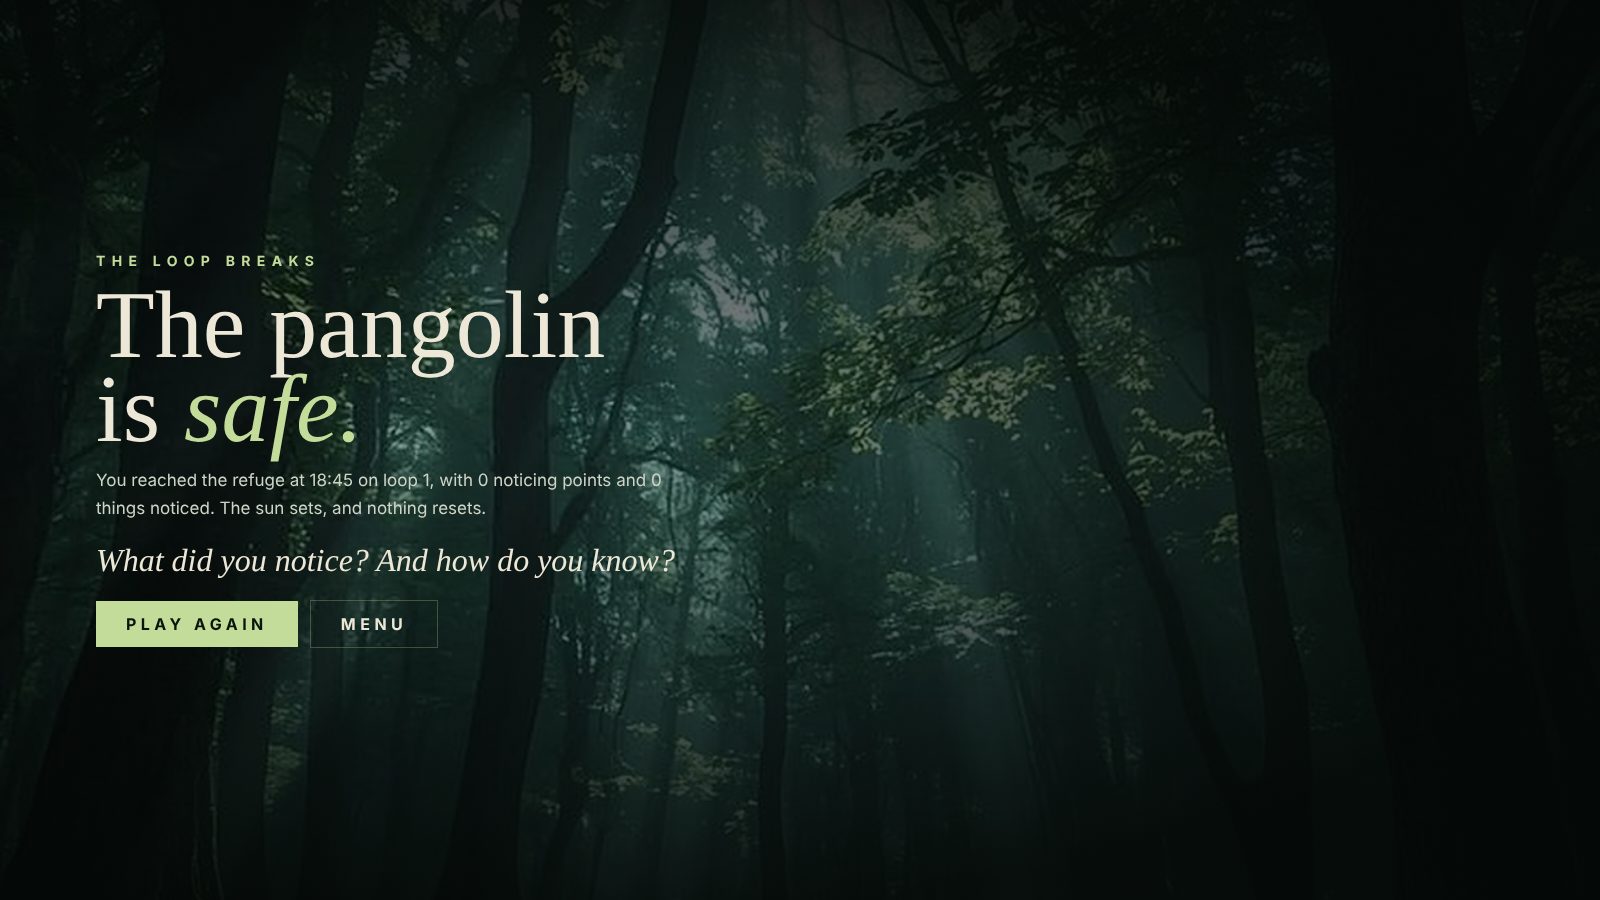 THE LOOP BREAKS
The pangolin
is safe.
You reached the refuge at 18:45 on loop 1, with 0 noticing points and 0
things noticed. The sun sets, and nothing resets.
What did you notice? And how do you know?
PLAY AGAIN MENU